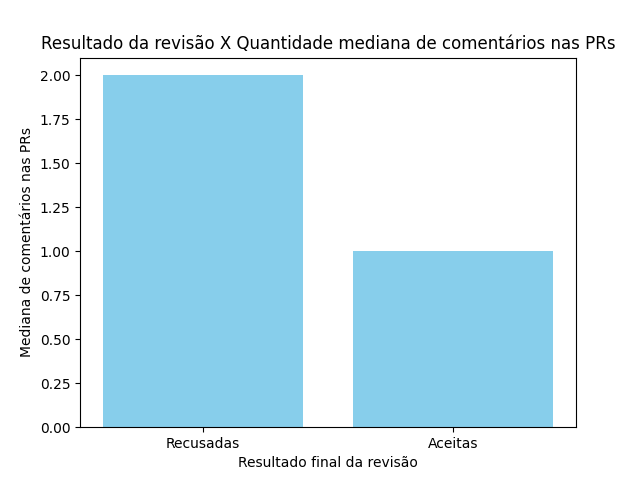 Resultado da revisão X Quantidade mediana de comentários nas PRs
2.00
1.75
1.50
1.25
1.00
0.75
0.50
0.25
0.00
Mediana de comentários nas PRs
Recusadas
Aceitas
Resultado final da revisão